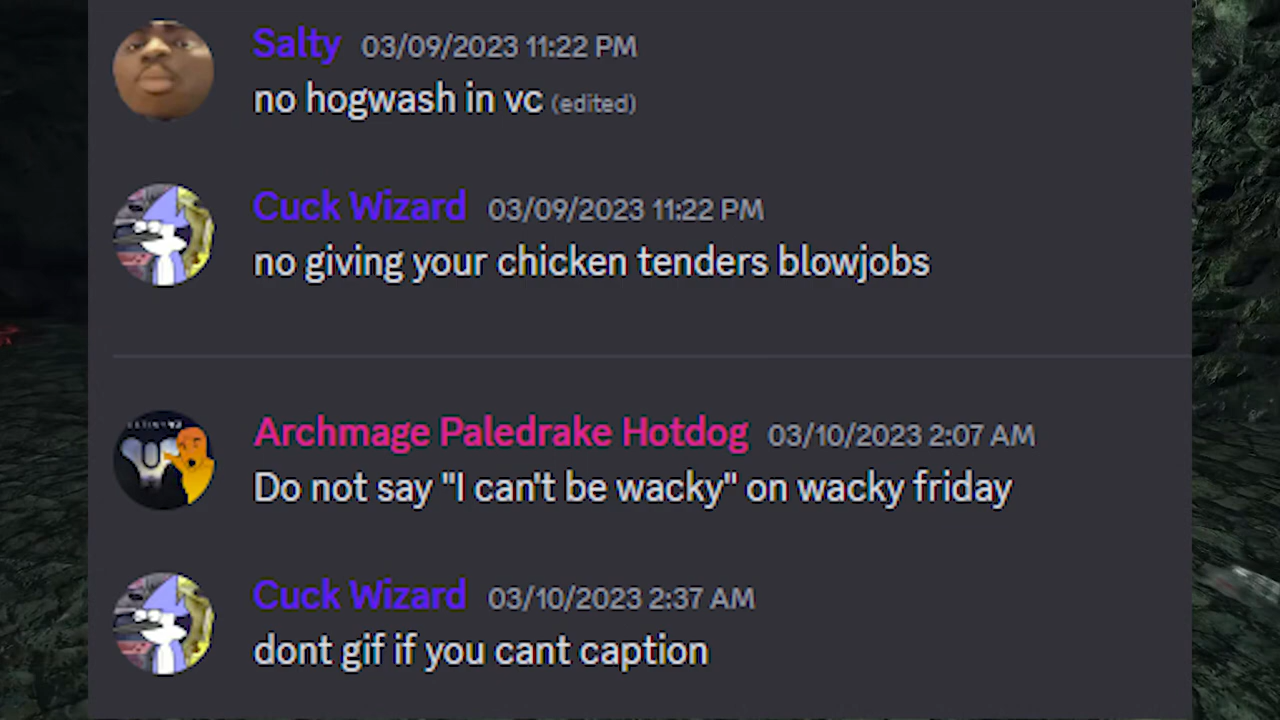 Salty 03/09/2023 11:22 PM
no hogwash in vc (edited)
Cuck Wizard 03/09/2023 11:22 PM
no giving your chicken tenders blowjobs
Archmage Paledrake Hotdog 03/10/2023 2:07 AM
Do not say "I can't be wacky" on wacky friday
Cuck Wizard 03/10/2023 2:37 AM
dont gif if you cant caption